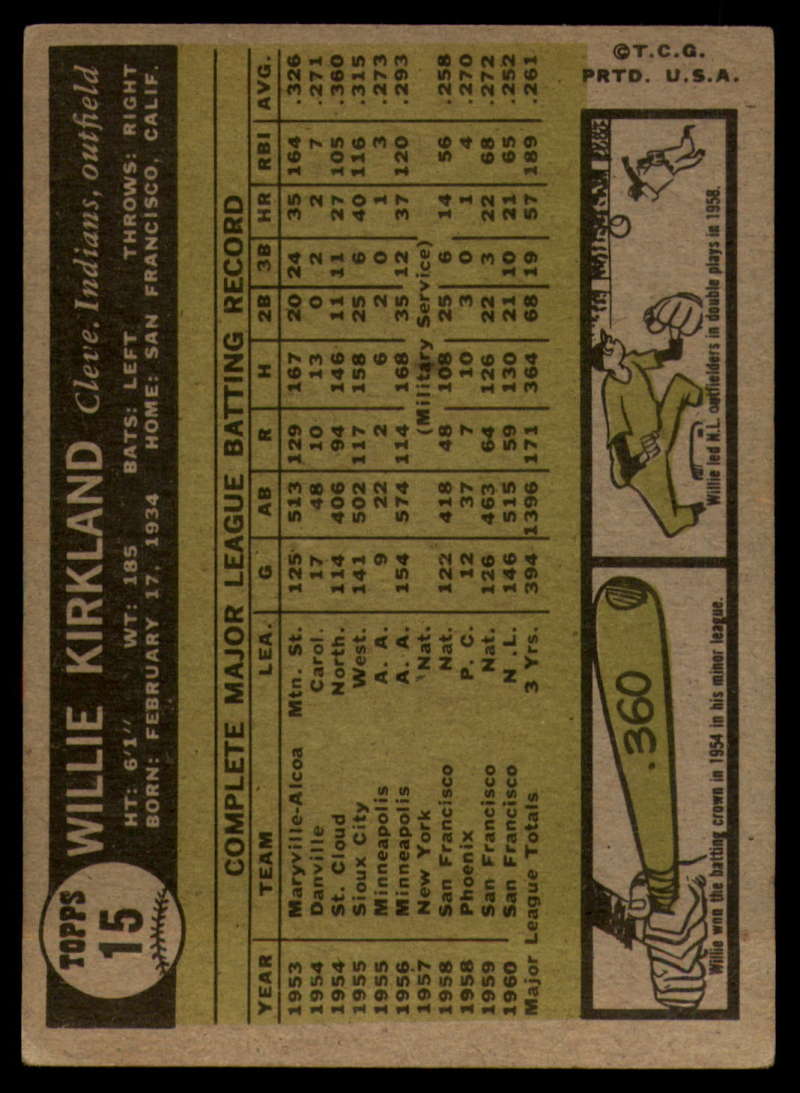 TOPPS
15
WILLIE KIRKLAND Cleve. Indians, outfield
HT: 6'1" WT: 185 BATS: LEFT THROWS: RIGHT
BORN: FEBRUARY 17, 1934 HOME: SAN FRANCISCO, CALIF.
COMPLETE MAJOR LEAGUE BATTING RECORD
YEAR TEAM LEA. G AB R H 2B 3B HR RBI AVG.
1953 Maryville-Alcoa Mtn. St. 125 513 129 167 20 24 35 164 .326
1954 Danville Carol. 17 48 10 13 0 2 2 7 .271
1954 St. Cloud North. 114 406 94 146 11 11 27 105 .360
1955 Sioux City West. 141 502 117 158 25 6 40 116 .315
1955 Minneapolis A. A. 9 22 2 6 2 0 1 3 .273
1956 Minneapolis A. A. 154 574 114 168 35 12 37 120 .293
1957 New York Nat. (Military Service)
1958 San Francisco Nat. 122 418 48 108 25 6 14 56 .258
1958 Phoenix P. C. 12 37 7 10 3 0 1 4 .270
1959 San Francisco Nat. 126 463 64 126 22 3 22 68 .272
1960 San Francisco N .L. 146 515 59 130 21 10 21 65 .252
Major League Totals 3 Yrs. 394 1396 171 364 68 19 57 189 .261
.360
Willie won the batting crown in 1954 in his minor league.
Willie led N.L. outfielders in double plays in 1958.
©T.C.G.
PRTD. U.S.A.